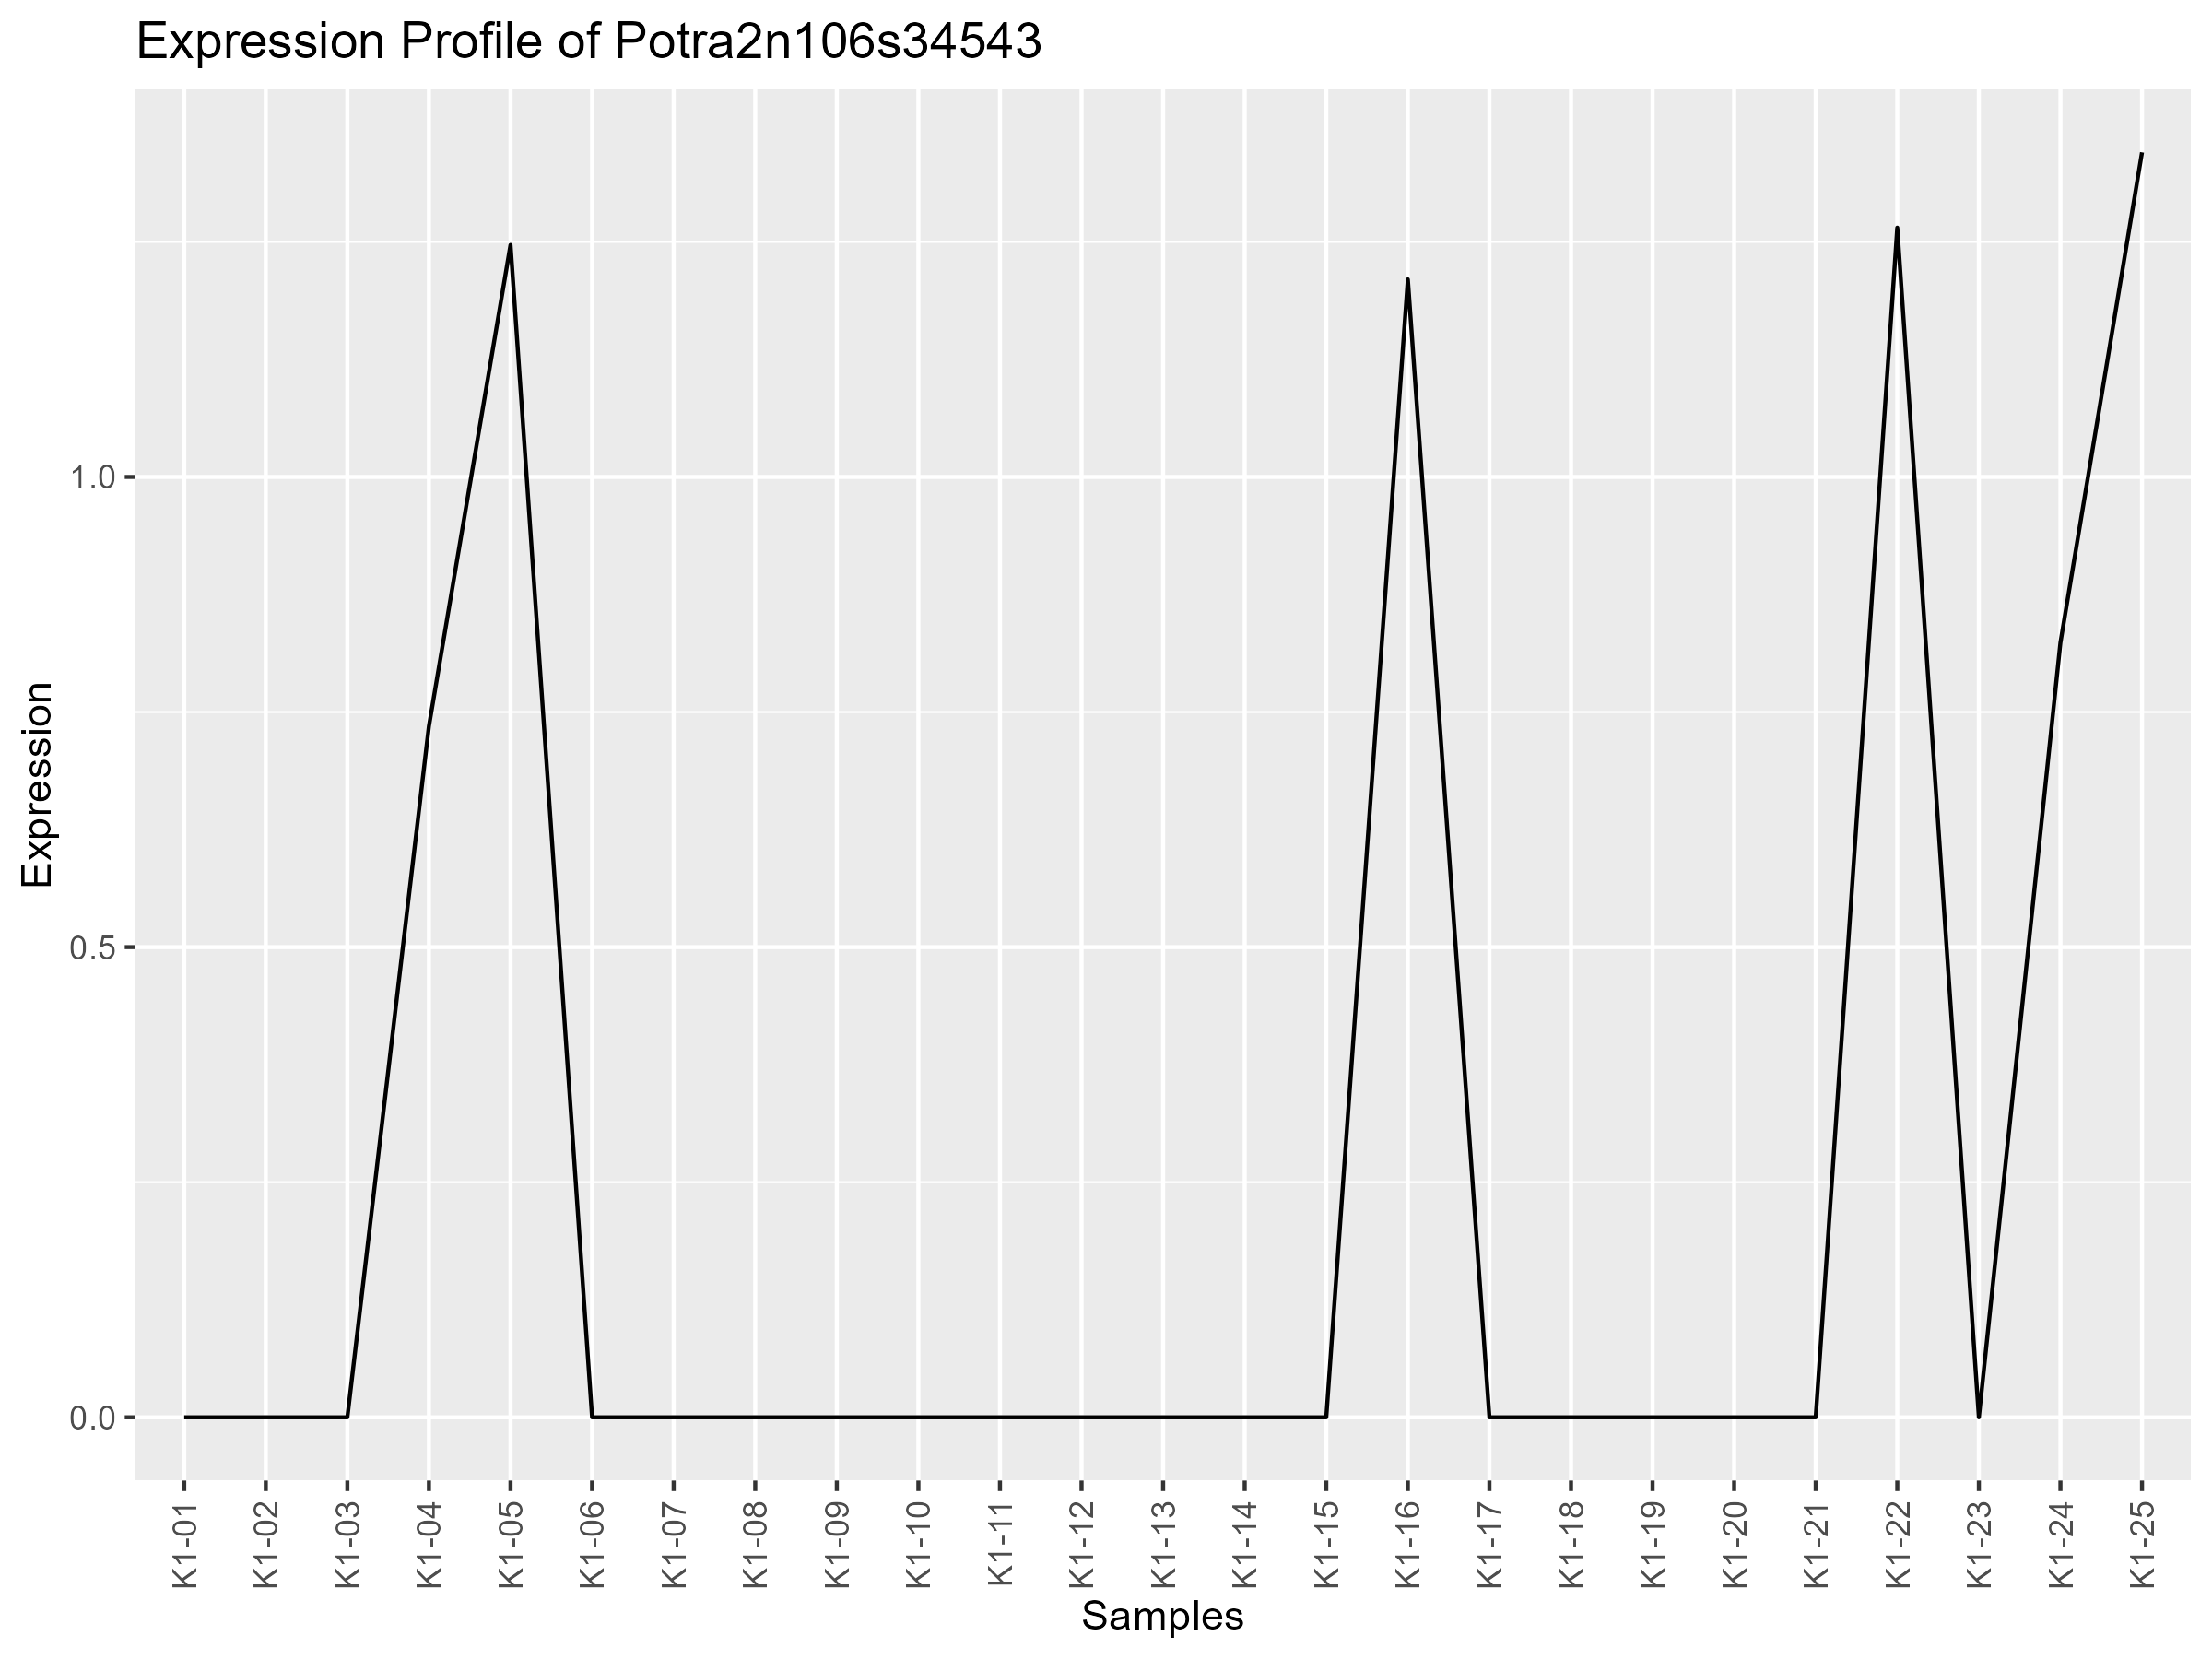 Expression Profile of Potra2n106s34543
Expression
1.0
0.5
0.0
K1-01
K1-02
K1-03
K1-04
K1-05
K1-06
K1-07
K1-08
K1-09
K1-10
K1-11
K1-12
K1-13
K1-14
K1-15
K1-16
K1-17
K1-18
K1-19
K1-20
K1-21
K1-22
K1-23
K1-24
K1-25
Samples